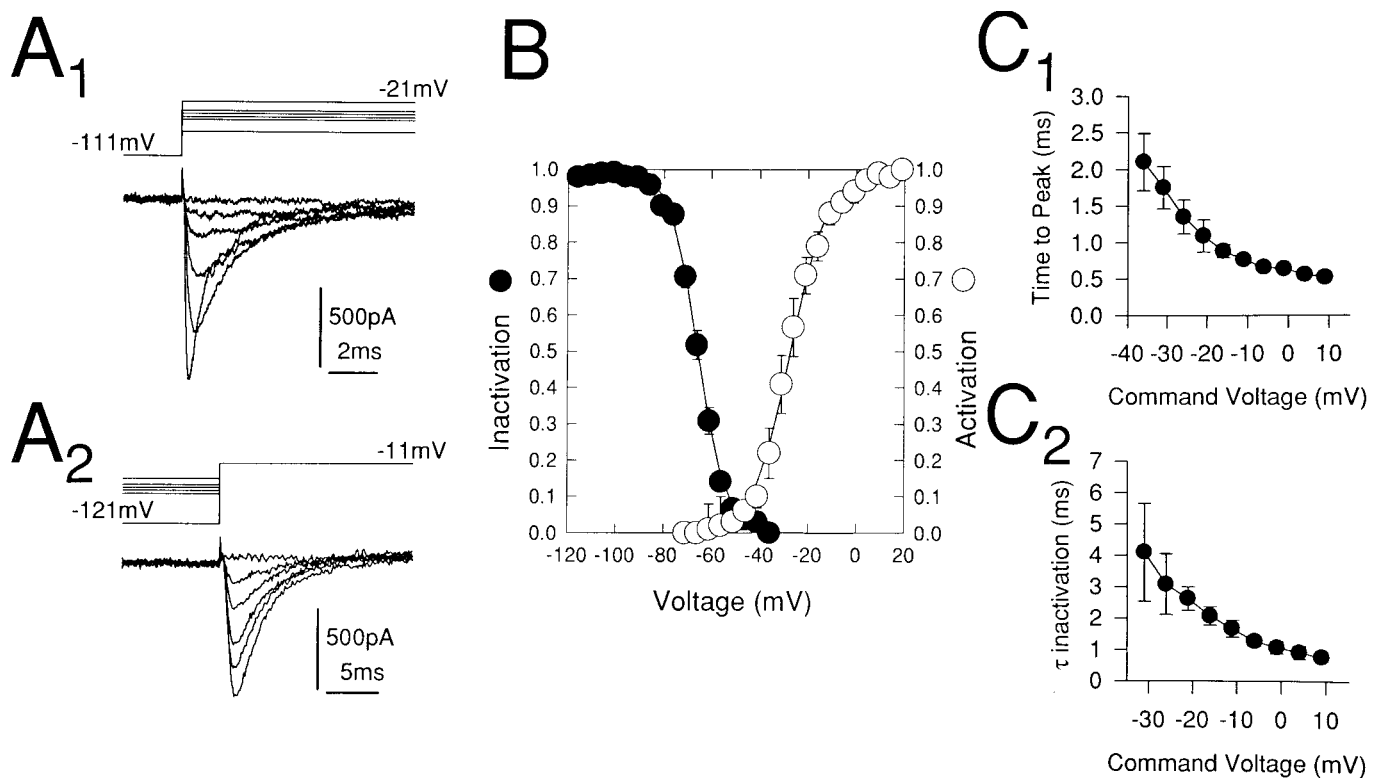 A1
-21mV
-111mV
500pA
2ms
A2
-11mV
-121mV
500pA
5ms
B
1.0
0.9
0.8
0.7
0.6
0.5
0.4
0.3
0.2
0.1
0.0
Inactivation
1.0
0.9
0.8
0.7
0.6
0.5
0.4
0.3
0.2
0.1
0.0
Activation
-120 -100 -80 -60 -40 -20 0 20
Voltage (mV)
C1
3.0
2.5
2.0
1.5
1.0
0.5
0.0
Time to Peak (ms)
-40 -30 -20 -10 0 10
Command Voltage (mV)
C2
7
6
5
4
3
2
1
0
τ inactivation (ms)
-30 -20 -10 0 10
Command Voltage (mV)